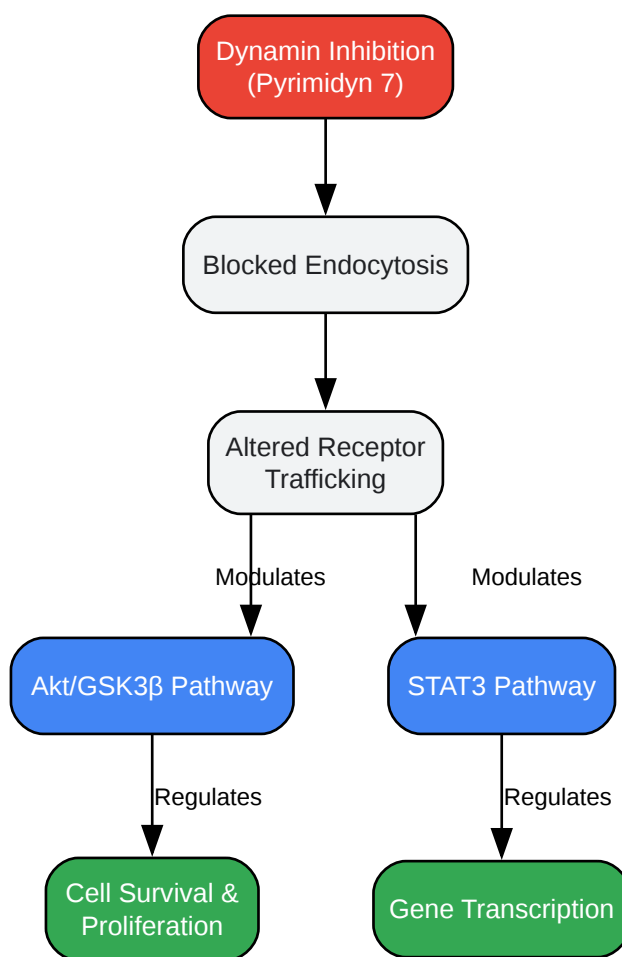 Dynamin Inhibition
(Pyrimidyn 7)
Blocked Endocytosis
Altered Receptor
Trafficking
Modulates
Modulates
Akt/GSK3β Pathway
STAT3 Pathway
Regulates
Regulates
Cell Survival &
Proliferation
Gene Transcription